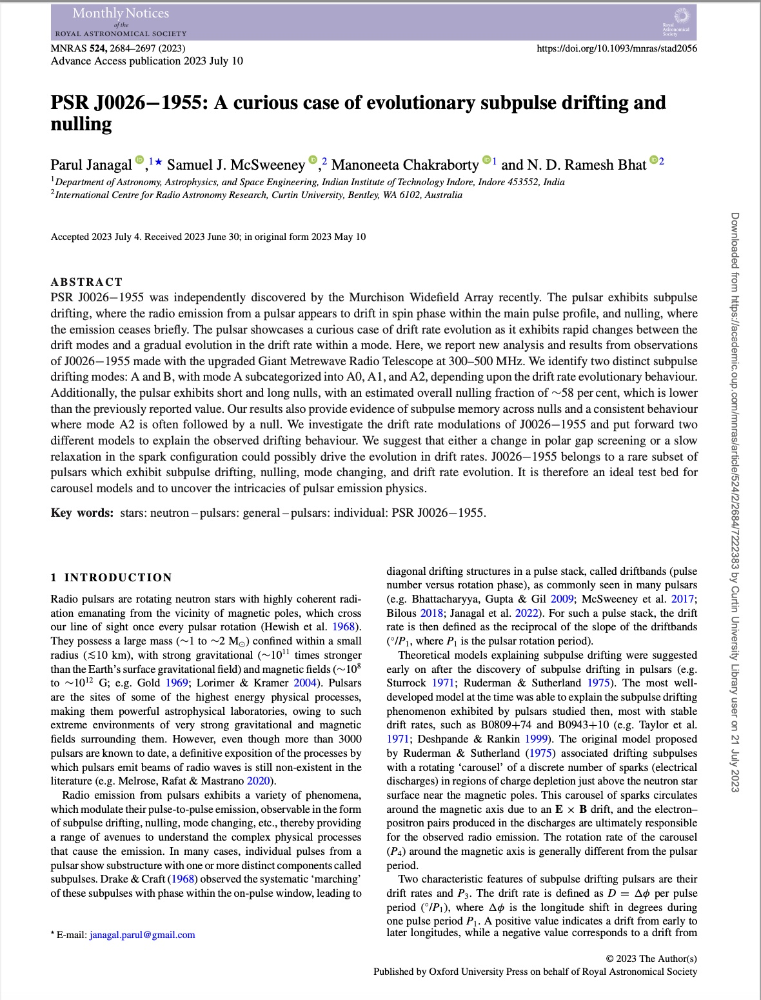 Monthly Notices
of the
ROYAL ASTRONOMICAL SOCIETY
Royal
Astronomical
Society
MNRAS 524, 2684–2697 (2023)
https://doi.org/10.1093/mnras/stad2056
Advance Access publication 2023 July 10
PSR J0026−1955: A curious case of evolutionary subpulse drifting and
nulling
Parul Janagal iD ,1★ Samuel J. McSweeney iD ,2 Manoneeta Chakraborty iD 1 and N. D. Ramesh Bhat iD 2
1Department of Astronomy, Astrophysics, and Space Engineering, Indian Institute of Technology Indore, Indore 453552, India
2International Centre for Radio Astronomy Research, Curtin University, Bentley, WA 6102, Australia
Accepted 2023 July 4. Received 2023 June 30; in original form 2023 May 10
ABSTRACT
PSR J0026−1955 was independently discovered by the Murchison Widefield Array recently. The pulsar exhibits subpulse
drifting, where the radio emission from a pulsar appears to drift in spin phase within the main pulse profile, and nulling, where
the emission ceases briefly. The pulsar showcases a curious case of drift rate evolution as it exhibits rapid changes between the
drift modes and a gradual evolution in the drift rate within a mode. Here, we report new analysis and results from observations
of J0026−1955 made with the upgraded Giant Metrewave Radio Telescope at 300–500 MHz. We identify two distinct subpulse
drifting modes: A and B, with mode A subcategorized into A0, A1, and A2, depending upon the drift rate evolutionary behaviour.
Additionally, the pulsar exhibits short and long nulls, with an estimated overall nulling fraction of ∼58 per cent, which is lower
than the previously reported value. Our results also provide evidence of subpulse memory across nulls and a consistent behaviour
where mode A2 is often followed by a null. We investigate the drift rate modulations of J0026−1955 and put forward two
different models to explain the observed drifting behaviour. We suggest that either a change in polar gap screening or a slow
relaxation in the spark configuration could possibly drive the evolution in drift rates. J0026−1955 belongs to a rare subset of
pulsars which exhibit subpulse drifting, nulling, mode changing, and drift rate evolution. It is therefore an ideal test bed for
carousel models and to uncover the intricacies of pulsar emission physics.
Key words: stars: neutron – pulsars: general – pulsars: individual: PSR J0026−1955.
1 INTRODUCTION
Radio pulsars are rotating neutron stars with highly coherent radi-
ation emanating from the vicinity of magnetic poles, which cross
our line of sight once every pulsar rotation (Hewish et al. 1968).
They possess a large mass (∼1 to ∼2 M⊙) confined within a small
radius (≲10 km), with strong gravitational (∼10¹¹ times stronger
than the Earth's surface gravitational field) and magnetic fields (∼10⁸
to ∼10¹² G; e.g. Gold 1969; Lorimer & Kramer 2004). Pulsars
are the sites of some of the highest energy physical processes,
making them powerful astrophysical laboratories, owing to such
extreme environments of very strong gravitational and magnetic
fields surrounding them. However, even though more than 3000
pulsars are known to date, a definitive exposition of the processes by
which pulsars emit beams of radio waves is still non-existent in the
literature (e.g. Melrose, Rafat & Mastrano 2020).
Radio emission from pulsars exhibits a variety of phenomena,
which modulate their pulse-to-pulse emission, observable in the form
of subpulse drifting, nulling, mode changing, etc., thereby providing
a range of avenues to understand the complex physical processes
that cause the emission. In many cases, individual pulses from a
pulsar show substructure with one or more distinct components called
subpulses. Drake & Craft (1968) observed the systematic 'marching'
of these subpulses with phase within the on-pulse window, leading to
★ E-mail: janagal.parul@gmail.com
diagonal drifting structures in a pulse stack, called driftbands (pulse
number versus rotation phase), as commonly seen in many pulsars
(e.g. Bhattacharyya, Gupta & Gil 2009; McSweeney et al. 2017;
Bilous 2018; Janagal et al. 2022). For such a pulse stack, the drift
rate is then defined as the reciprocal of the slope of the driftbands
(°/P₁, where P₁ is the pulsar rotation period).
Theoretical models explaining subpulse drifting were suggested
early on after the discovery of subpulse drifting in pulsars (e.g.
Sturrock 1971; Ruderman & Sutherland 1975). The most well-
developed model at the time was able to explain the subpulse drifting
phenomenon exhibited by pulsars studied then, most with stable
drift rates, such as B0809+74 and B0943+10 (e.g. Taylor et al.
1971; Deshpande & Rankin 1999). The original model proposed
by Ruderman & Sutherland (1975) associated drifting subpulses
with a rotating 'carousel' of a discrete number of sparks (electrical
discharges) in regions of charge depletion just above the neutron star
surface near the magnetic poles. This carousel of sparks circulates
around the magnetic axis due to an E × B drift, and the electron–
positron pairs produced in the discharges are ultimately responsible
for the observed radio emission. The rotation rate of the carousel
(P₄) around the magnetic axis is generally different from the pulsar
period.
Two characteristic features of subpulse drifting pulsars are their
drift rates and P₃. The drift rate is defined as D = Δϕ per pulse
period (°/P₁), where Δϕ is the longitude shift in degrees during
one pulse period P₁. A positive value indicates a drift from early to
later longitudes, while a negative value corresponds to a drift from
© 2023 The Author(s)
Published by Oxford University Press on behalf of Royal Astronomical Society
Downloaded from https://academic.oup.com/mnras/article/524/2/2684/7222383 by Curtin University Library user on 21 July 2023